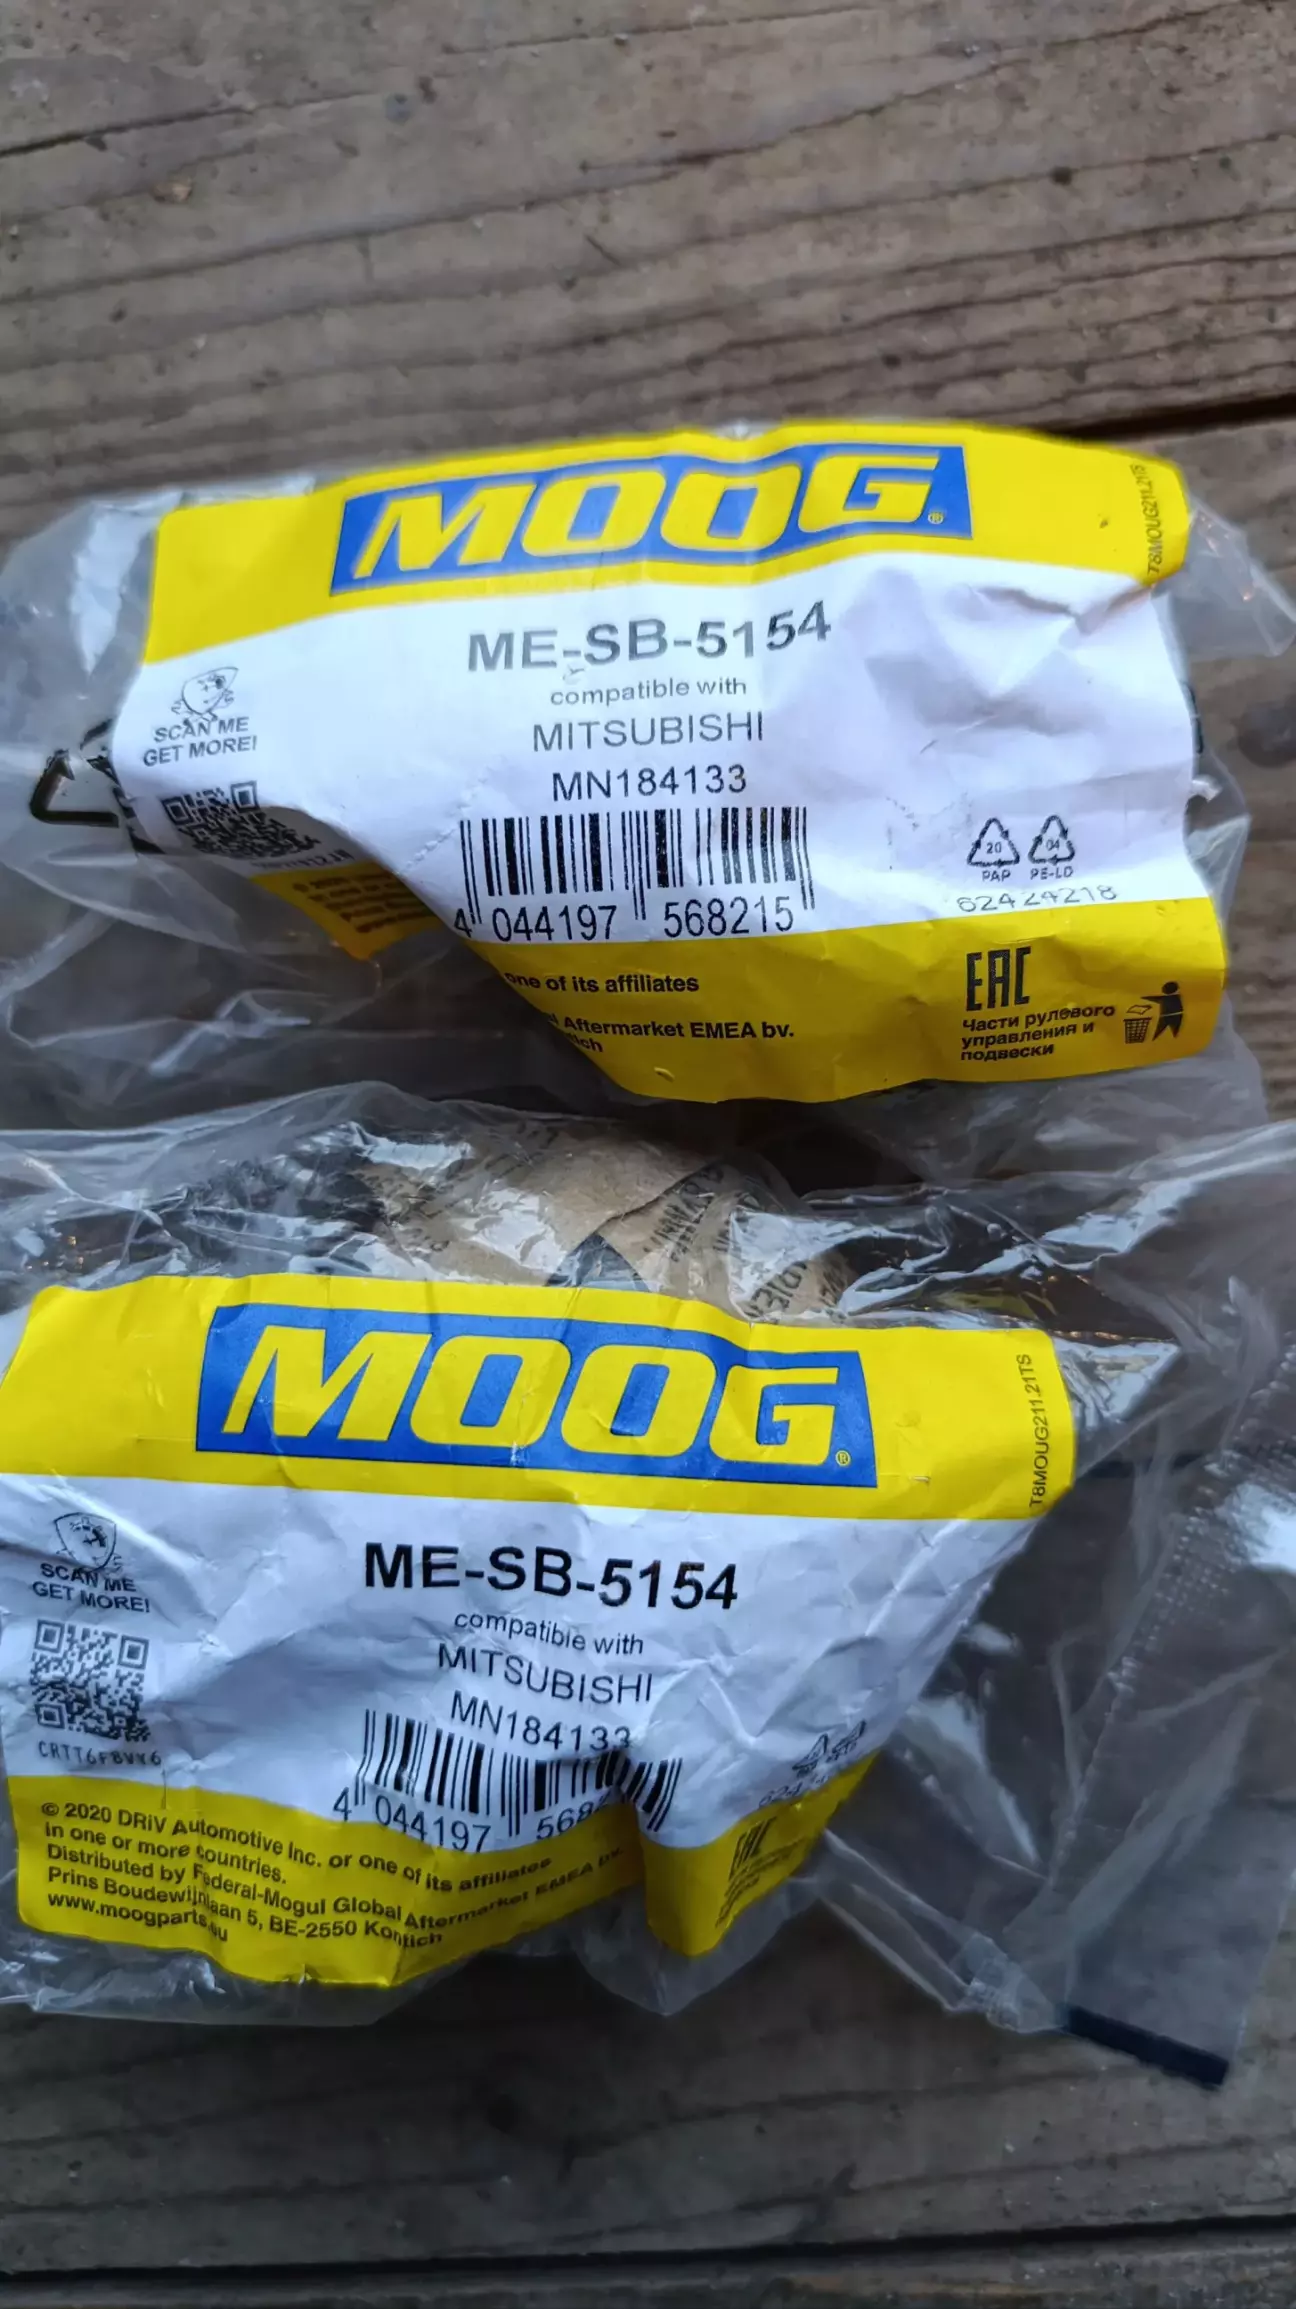 MOOG®
T8MOUG211.21TS
ME-SB-5154
compatible with
SCAN ME
GET MORE!
MITSUBISHI
MN184133
20
PAP
04
PE-LD
62424218
4 044197 568215
one of its affiliates
Aftermarket EMEA bv.
EAC
Части рулевого
управления и
подвески
MOOG®
T8MOUG211.21TS
ME-SB-5154
compatible with
SCAN ME
GET MORE!
MITSUBISHI
MN184133
4 044197
© 2020 DRiV Automotive Inc. or one of its affiliates
in one or more countries.
Distributed by Federal-Mogul Global Aftermarket EMEA bv.
Prins Boudewijnlaan 5, BE-2550 Kontich
www.moogparts.eu
EAC